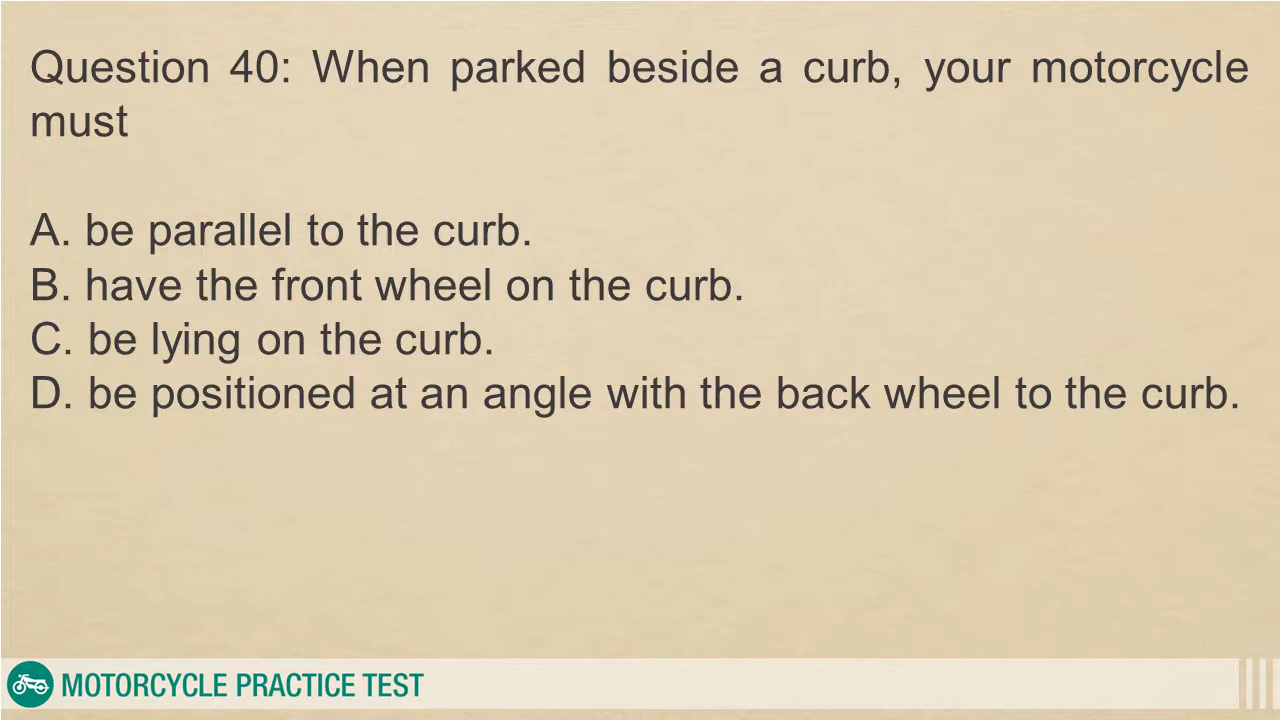 Question 40: When parked beside a curb, your motorcycle
must
A. be parallel to the curb.
B. have the front wheel on the curb.
C. be lying on the curb.
D. be positioned at an angle with the back wheel to the curb.
MOTORCYCLE PRACTICE TEST